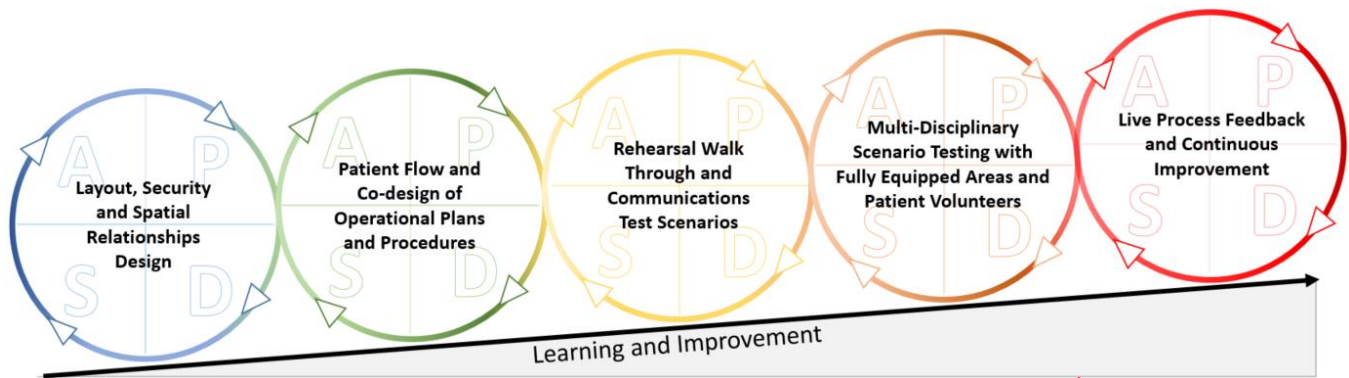 A P
Layout, Security
and Spatial
Relationships
Design
S D
A P
Patient Flow and
Co-design of
Operational Plans
and Procedures
S D
A P
Rehearsal Walk
Through and
Communications
Test Scenarios
S D
A P
Multi-Disciplinary
Scenario Testing with
Fully Equipped Areas and
Patient Volunteers
S D
A P
Live Process Feedback
and Continuous
Improvement
S D
Learning and Improvement